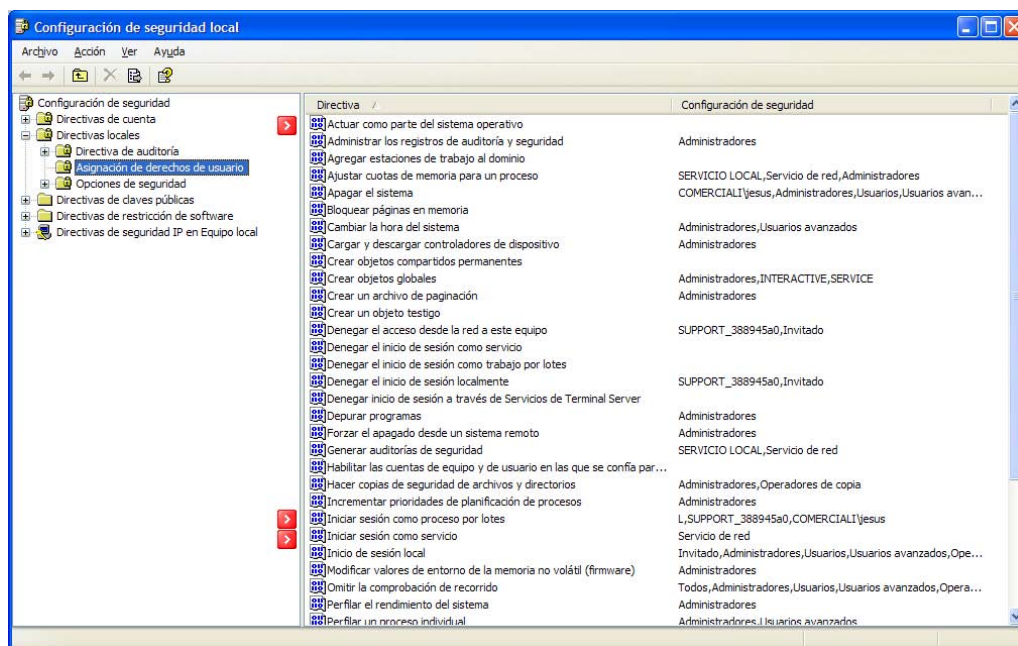 Configuración de seguridad local
Archivo Acción Ver Ayuda
Configuración de seguridad
Directivas de cuenta
Directivas locales
Directiva de auditoría
Asignación de derechos de usuario
Opciones de seguridad
Directivas de claves públicas
Directivas de restricción de software
Directivas de seguridad IP en Equipo local
Directiva Configuración de seguridad
Actuar como parte del sistema operativo
Administrar los registros de auditoría y seguridad Administradores
Agregar estaciones de trabajo al dominio
Ajustar cuotas de memoria para un proceso SERVICIO LOCAL,Servicio de red,Administradores
Apagar el sistema COMERCIALI\jesus,Administradores,Usuarios,Usuarios avan...
Bloquear páginas en memoria
Cambiar la hora del sistema Administradores,Usuarios avanzados
Cargar y descargar controladores de dispositivo Administradores
Crear objetos compartidos permanentes
Crear objetos globales Administradores,INTERACTIVE,SERVICE
Crear un archivo de paginación Administradores
Crear un objeto testigo
Denegar el acceso desde la red a este equipo SUPPORT_388945a0,Invitado
Denegar el inicio de sesión como servicio
Denegar el inicio de sesión como trabajo por lotes
Denegar el inicio de sesión localmente SUPPORT_388945a0,Invitado
Denegar inicio de sesión a través de Servicios de Terminal Server
Depurar programas Administradores
Forzar el apagado desde un sistema remoto Administradores
Generar auditorías de seguridad SERVICIO LOCAL,Servicio de red
Habilitar las cuentas de equipo y de usuario en las que se confía par...
Hacer copias de seguridad de archivos y directorios Administradores,Operadores de copia
Incrementar prioridades de planificación de procesos Administradores
Iniciar sesión como proceso por lotes L,SUPPORT_388945a0,COMERCIALI\jesus
Iniciar sesión como servicio Servicio de red
Inicio de sesión local Invitado,Administradores,Usuarios,Usuarios avanzados,Ope...
Modificar valores de entorno de la memoria no volátil (firmware) Administradores
Omitir la comprobación de recorrido Todos,Administradores,Usuarios,Usuarios avanzados,Opera...
Perfilar el rendimiento del sistema Administradores
Perfilar un proceso individual Administradores,Usuarios avanzados